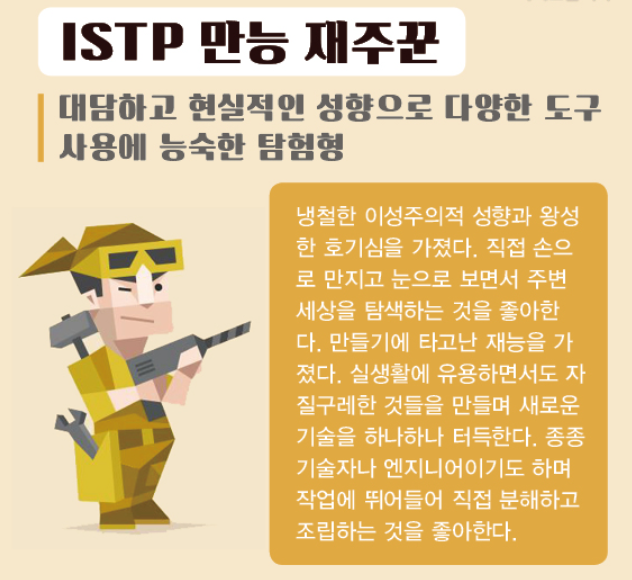 ISTP 만능 재주꾼
대담하고 현실적인 성향으로 다양한 도구
사용에 능숙한 탐험형
냉철한 이성주의적 성향과 왕성
한 호기심을 가졌다. 직접 손으
로 만지고 눈으로 보면서 주변
세상을 탐색하는 것을 좋아한
다. 만들기에 타고난 재능을 가
졌다. 실생활에 유용하면서도 자
질구레한 것들을 만들며 새로운
기술을 하나하나 터득한다. 종종
기술자나 엔지니어이기도 하며
작업에 뛰어들어 직접 분해하고
조립하는 것을 좋아한다.